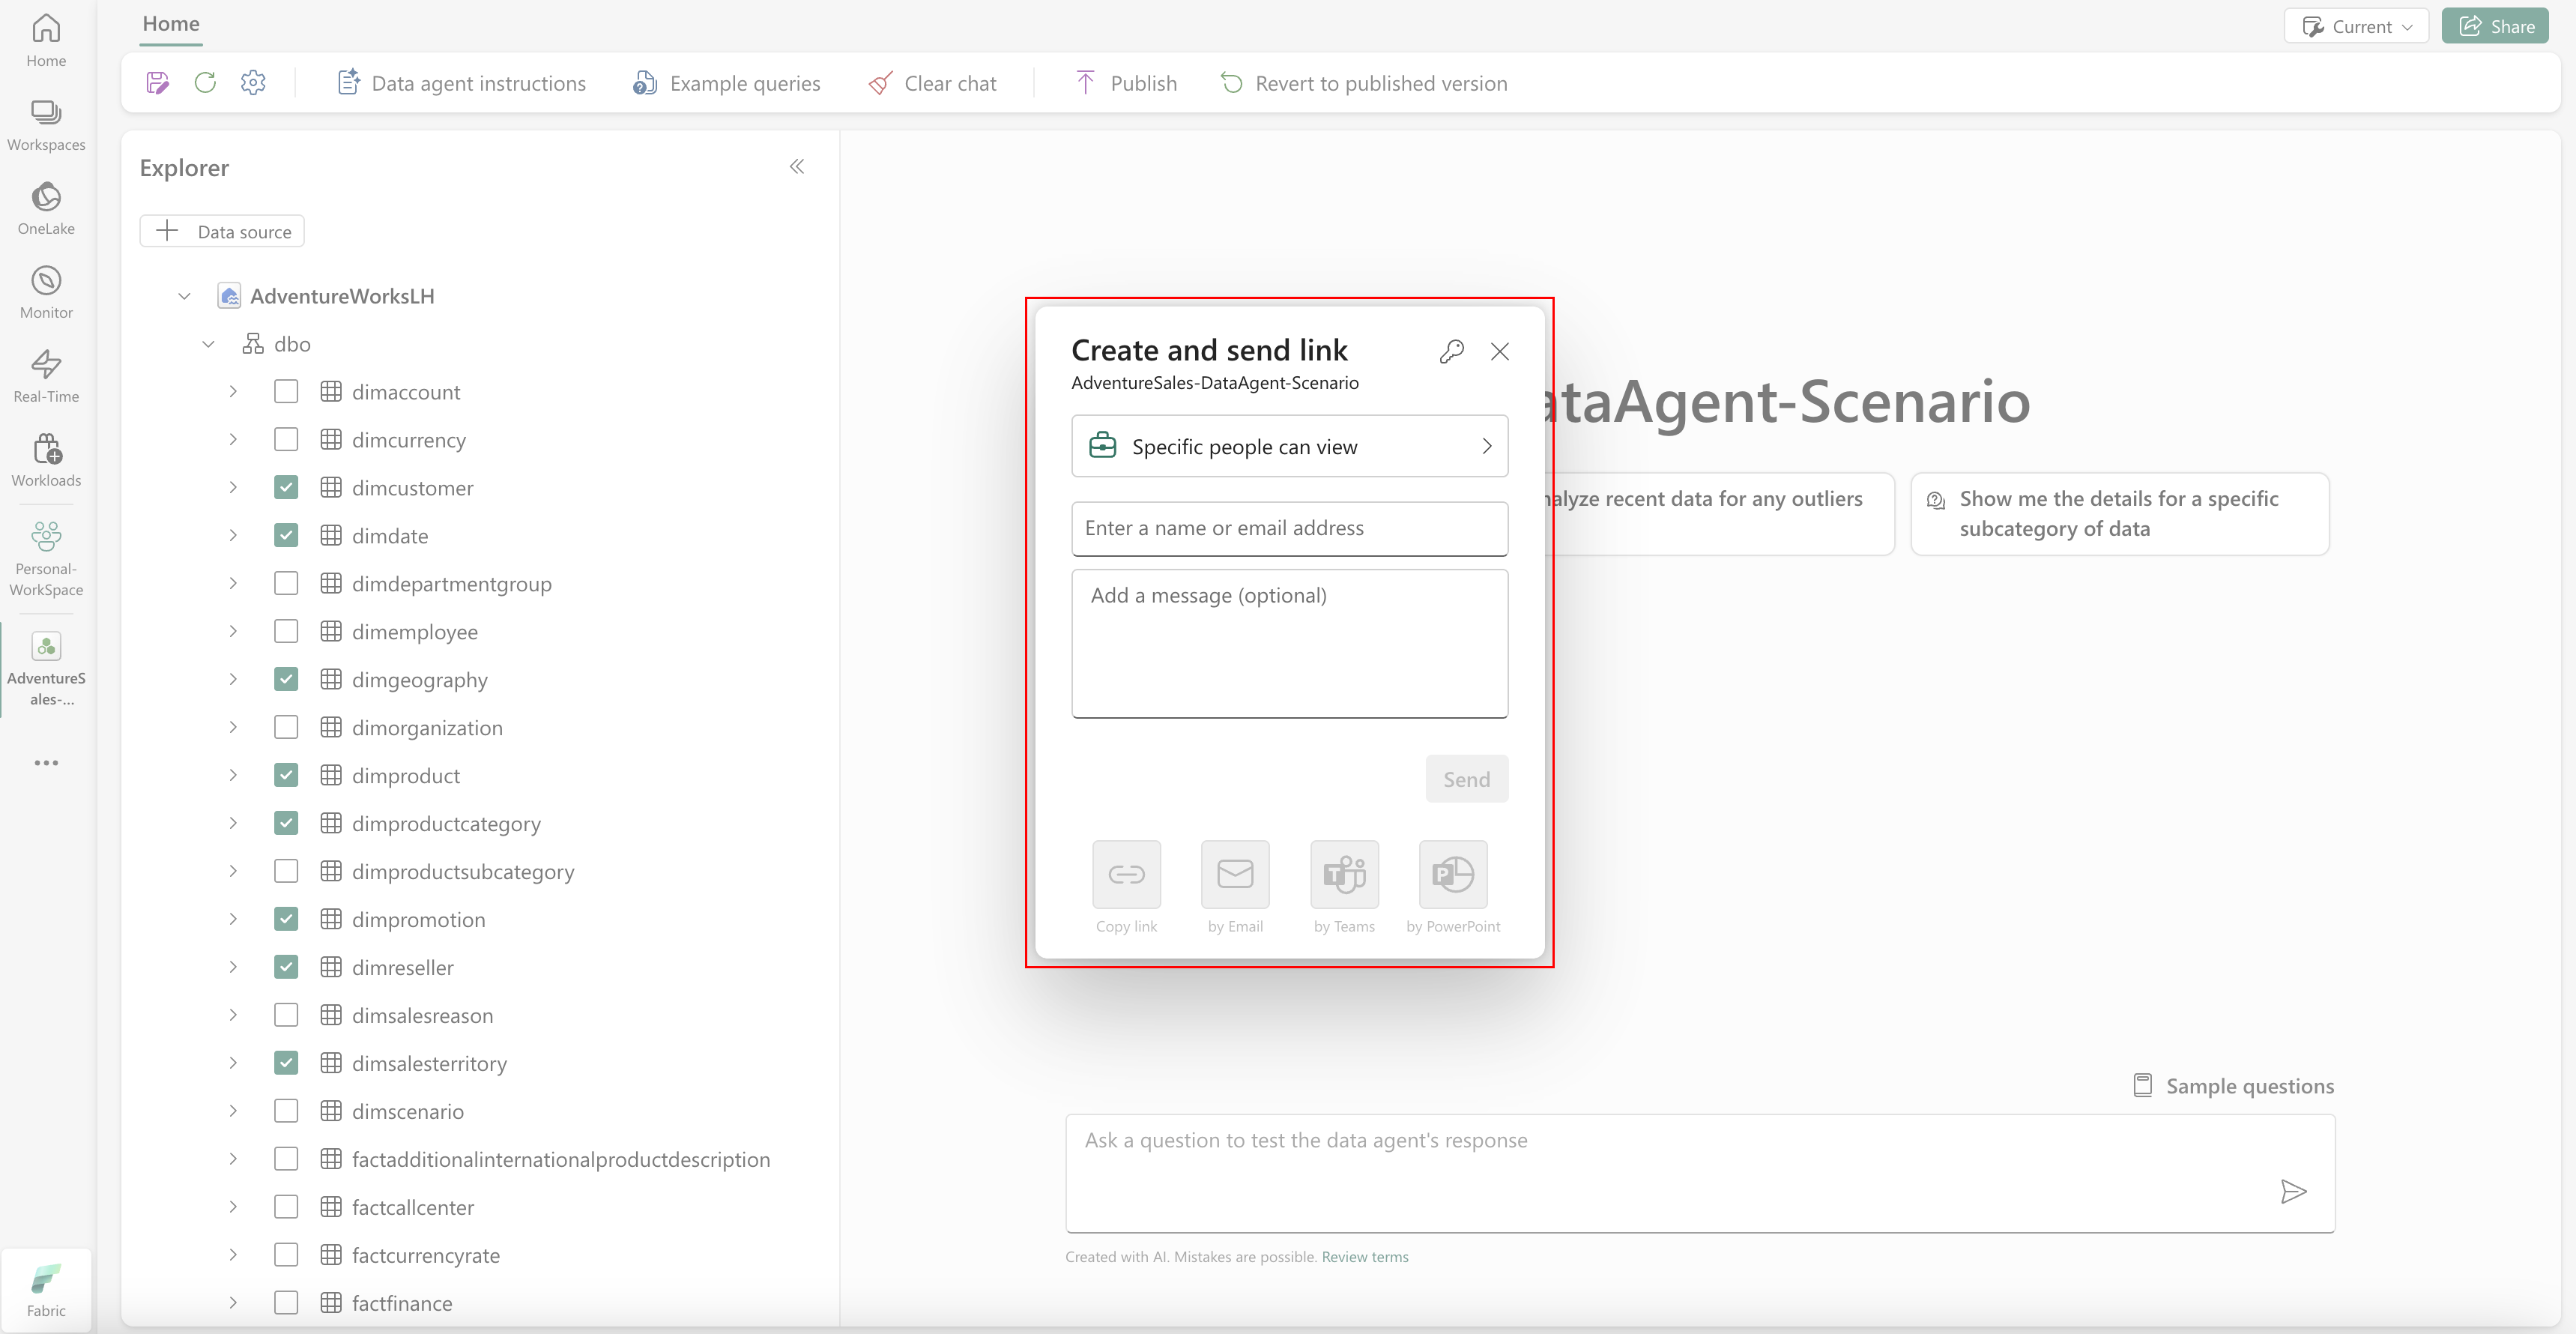 Home
Workspaces
OneLake
Monitor
Real-Time
Workloads
Personal-
WorkSpace
AdventureS
ales-...
Fabric
Home
Current
Share
Data agent instructions
Example queries
Clear chat
Publish
Revert to published version
Explorer
Data source
AdventureWorksLH
dbo
dimaccount
dimcurrency
dimcustomer
dimdate
dimdepartmentgroup
dimemployee
dimgeography
dimorganization
dimproduct
dimproductcategory
dimproductsubcategory
dimpromotion
dimreseller
dimsalesreason
dimsalesterritory
dimscenario
factadditionalinternationalproductdescription
factcallcenter
factcurrencyrate
factfinance
Create and send link
AdventureSales-DataAgent-Scenario
Specific people can view
Enter a name or email address
Add a message (optional)
Send
Copy link
by Email
by Teams
by PowerPoint
ataAgent-Scenario
nalyze recent data for any outliers
Show me the details for a specific
subcategory of data
Sample questions
Ask a question to test the data agent's response
Created with AI. Mistakes are possible. Review terms